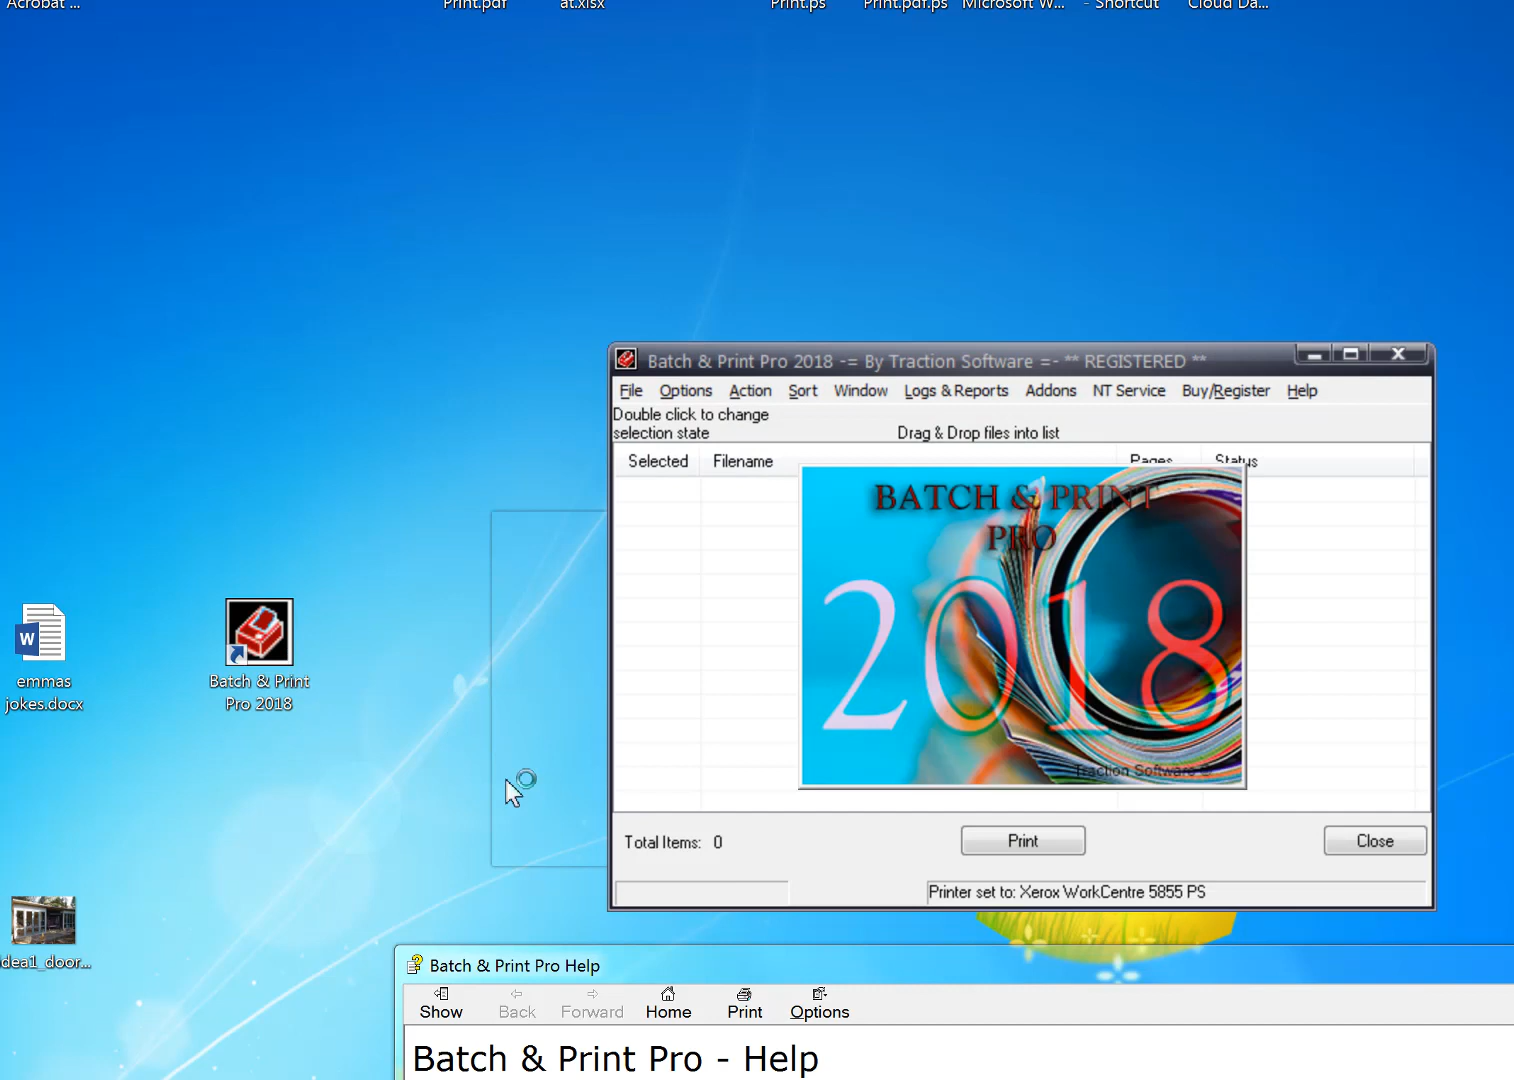 Acrobat ...
Print.pdf
at.xlsx
Print.ps
Print.pdf.ps
Microsoft W...
- Shortcut
Cloud Da...
Batch & Print Pro 2018 -= By Traction Software =- ** REGISTERED **
File Options Action Sort Window Logs & Reports Addons NT Service Buy/Register Help
Double click to change
selection state
Drag & Drop files into list
Selected Filename Pages Status
BATCH & PRINT
PRO
2018
Traction Software ©
W
emmas
jokes.docx
Batch & Print
Pro 2018
Total Items: 0
Print
Close
Printer set to: Xerox WorkCentre 5855 PS
idea1_door...
Batch & Print Pro Help
Show Back Forward Home Print Options
Batch & Print Pro - Help